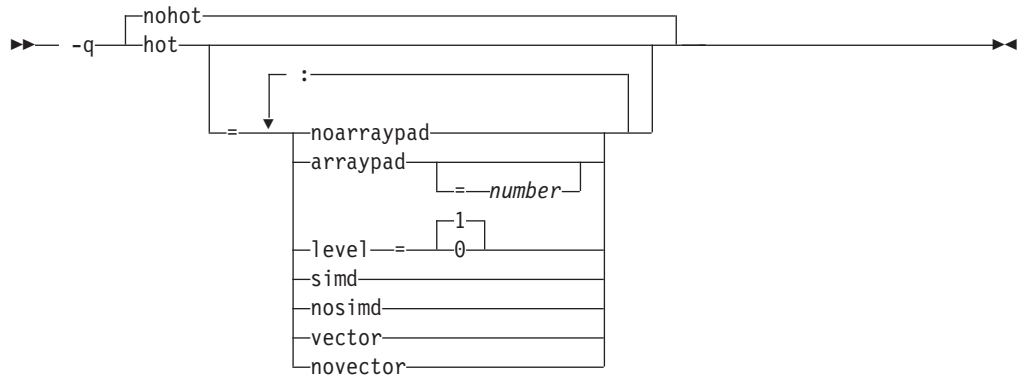 nohot
-q hot
:
= noarraypad
arraypad
= number
1
level = 0
simd
nosimd
vector
novector